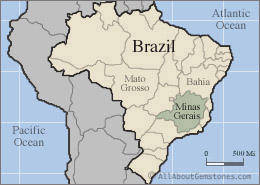 Atlantic
Ocean
Brazil
Mato
Grosso
Bahia
Minas
Gerais
Pacific
Ocean
0 500 Mi
© AllAboutGemstones.com